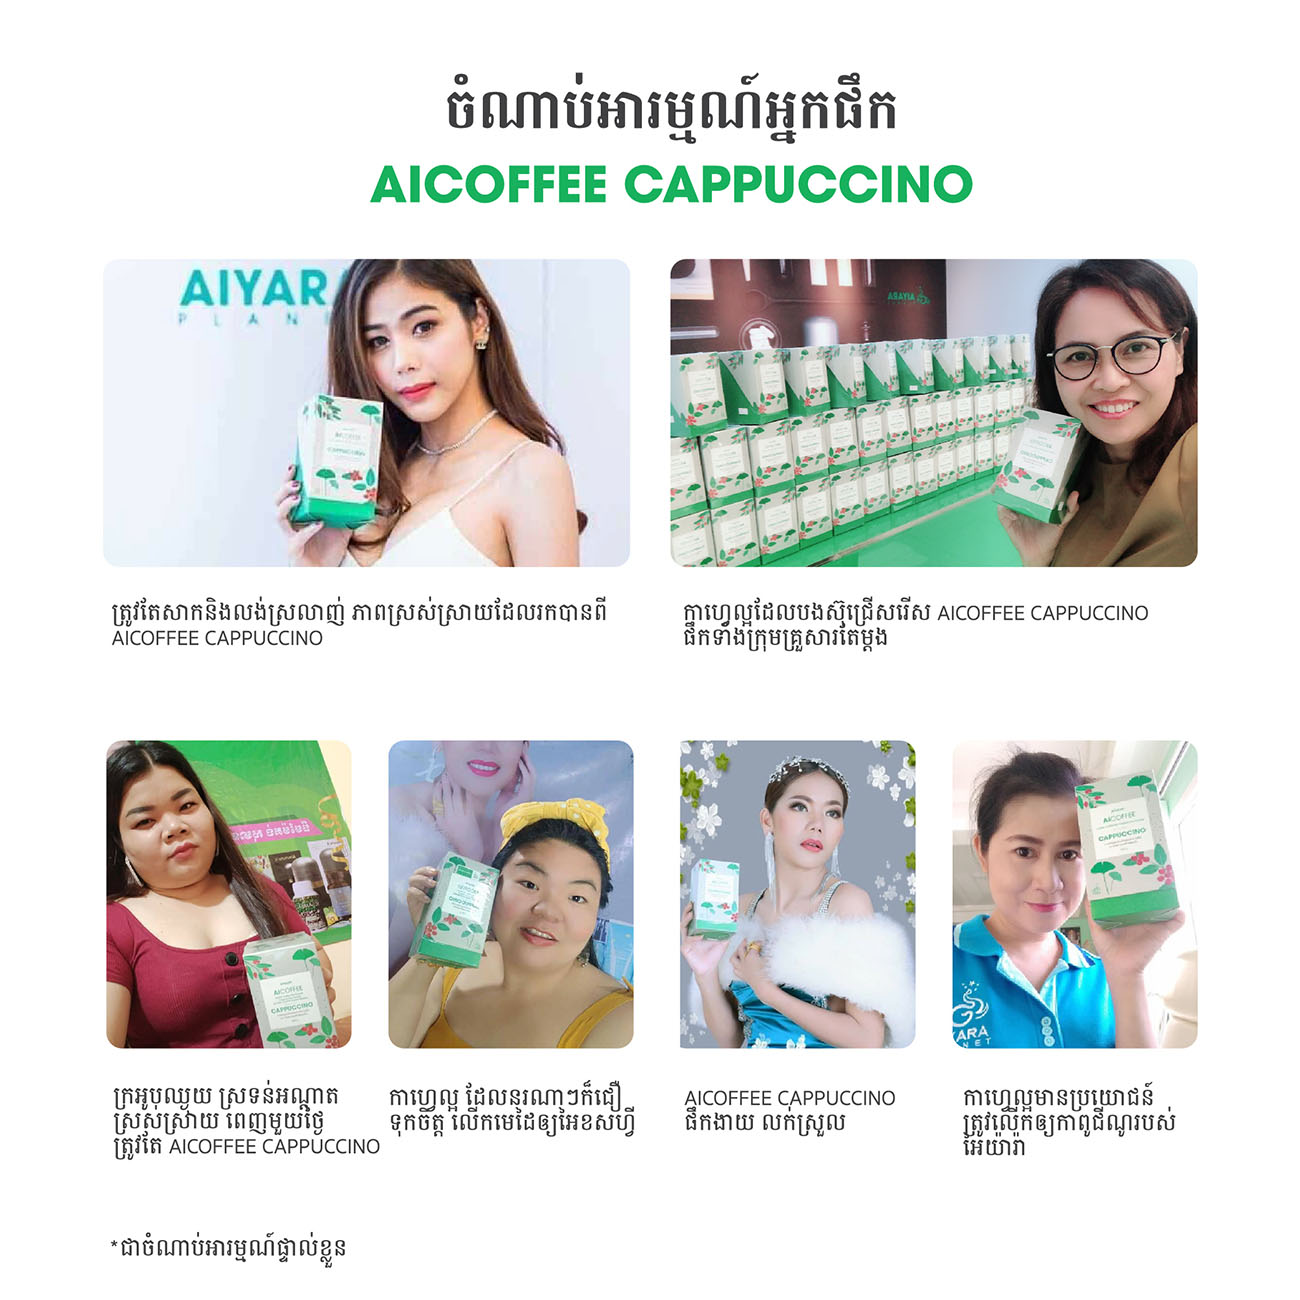 ចំណាប់អារម្មណ៍អ្នកផឹក
AICOFFEE CAPPUCCINO
AIYARA
PLAN
ត្រូវតែសាកនិងលង់ស្រលាញ់ ភាពស្រស់ស្រាយដែលរកបានពី
AICOFFEE CAPPUCCINO
កាហ្វេល្អដែលបងស៊ូជ្រើសរើស AICOFFEE CAPPUCCINO
ផឹកទាំងក្រុមគ្រួសារតែម្ដង
AICOFFEE
CAPPUCCINO
AICOFFEE
CAPPUCCINO
ក្រអូបឈ្ងុយ ស្រទន់អណ្ដាត
ស្រស់ស្រាយ ពេញមួយថ្ងៃ
ត្រូវតែ AICOFFEE CAPPUCCINO
កាហ្វេល្អ ដែលនរណាៗក៏ជឿ
ទុកចិត្ត លើកមេដៃឲ្យអៃខសហ្វី
AICOFFEE CAPPUCCINO
ផឹកងាយ លក់ស្រួល
កាហ្វេល្អមានប្រយោជន៍
ត្រូវលើកឲ្យកាពូជីណូរបស់
អៃយ៉ារ៉ា
*ជាចំណាប់អារម្មណ៍ផ្ទាល់ខ្លួន